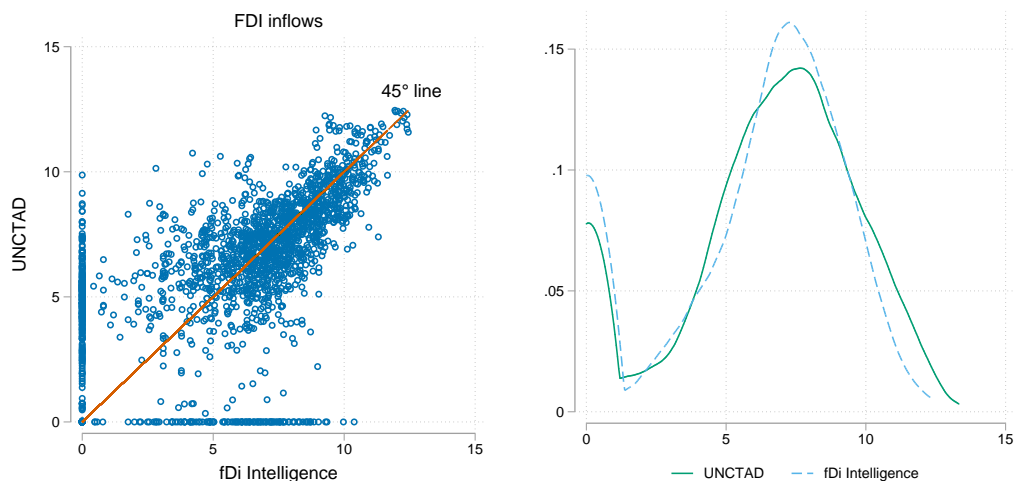 FDI inflows
15
10
5
0
UNCTAD
45° line
0 5 10 15
fDi Intelligence
.15
.1
.05
0
0 5 10 15
UNCTAD fDi Intelligence